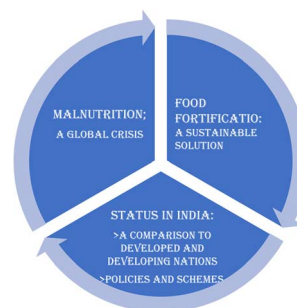 MALNUTRITION;
A GLOBAL CRISIS
FOOD
FORTIFICATIO:
A SUSTAINABLE
SOLUTION
STATUS IN INDIA:
>A COMPARISON TO
DEVELOPED AND
DEVELOPING NATIONS
>POLICIES AND SCHEMES